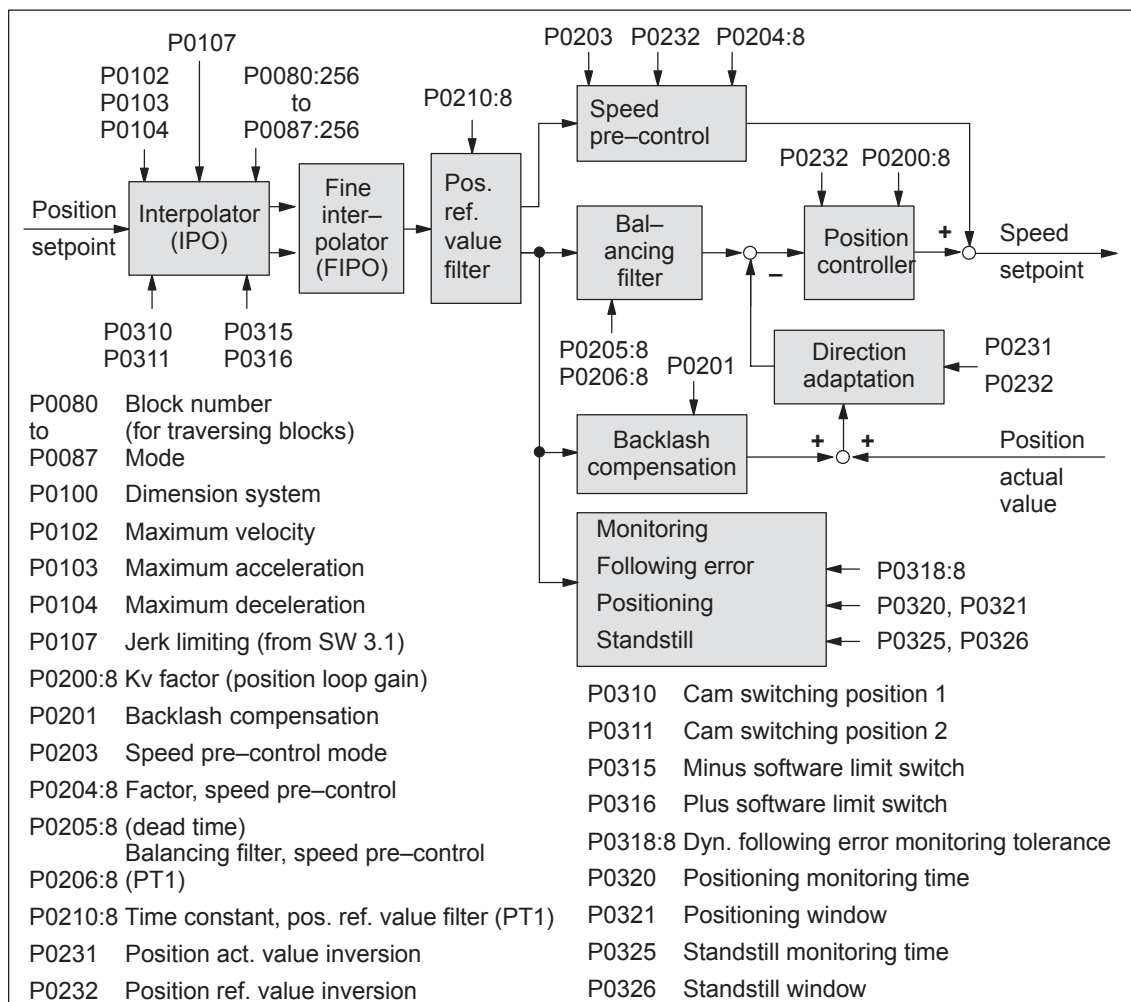 P0107
P0203 P0232 P0204:8
P0102
P0103
P0104
P0080:256
to
P0087:256
P0210:8
Speed
pre–control
P0232 P0200:8
Position
setpoint
Interpolator
(IPO)
Fine
inter–
polator
(FIPO)
Pos.
ref.
value
filter
Bal–
ancing
filter
–
Position
controller
+
Speed
setpoint
P0310
P0311
P0315
P0316
P0205:8
P0206:8
P0201
Direction
adaptation
P0231
P0232
Backlash
compensation
+ +
Position
actual
value
Monitoring
Following error
Positioning
Standstill
P0318:8
P0320, P0321
P0325, P0326
P0080 Block number
to (for traversing blocks)
P0087 Mode
P0100 Dimension system
P0102 Maximum velocity
P0103 Maximum acceleration
P0104 Maximum deceleration
P0107 Jerk limiting (from SW 3.1)
P0200:8 Kv factor (position loop gain)
P0201 Backlash compensation
P0203 Speed pre–control mode
P0204:8 Factor, speed pre–control
P0205:8 (dead time)
Balancing filter, speed pre–control
P0206:8 (PT1)
P0210:8 Time constant, pos. ref. value filter (PT1)
P0231 Position act. value inversion
P0232 Position ref. value inversion
P0310 Cam switching position 1
P0311 Cam switching position 2
P0315 Minus software limit switch
P0316 Plus software limit switch
P0318:8 Dyn. following error monitoring tolerance
P0320 Positioning monitoring time
P0321 Positioning window
P0325 Standstill monitoring time
P0326 Standstill window